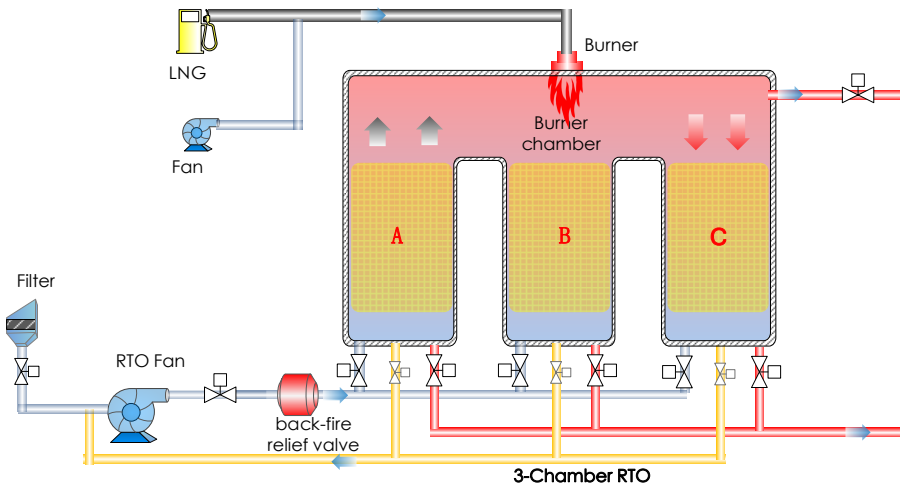 LNG
Burner
Fan
Burner
chamber
A
B
C
Filter
RTO Fan
back-fire
relief valve
3-Chamber RTO